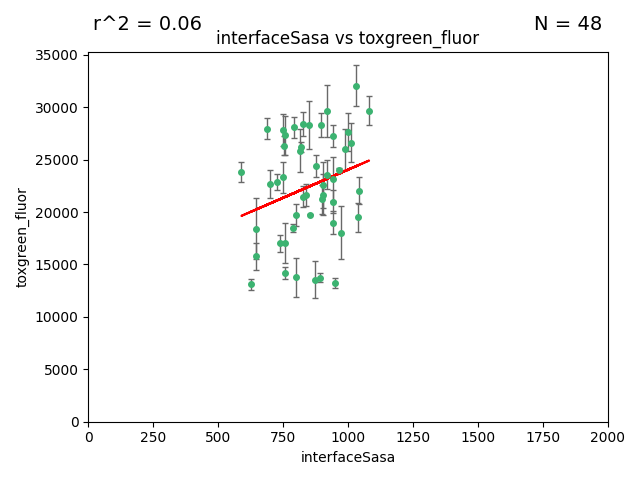 r^2 = 0.06
N = 48
interfaceSasa vs toxgreen_fluor
35000
30000
25000
20000
15000
10000
5000
0
toxgreen_fluor
0 250 500 750 1000 1250 1500 1750 2000
interfaceSasa